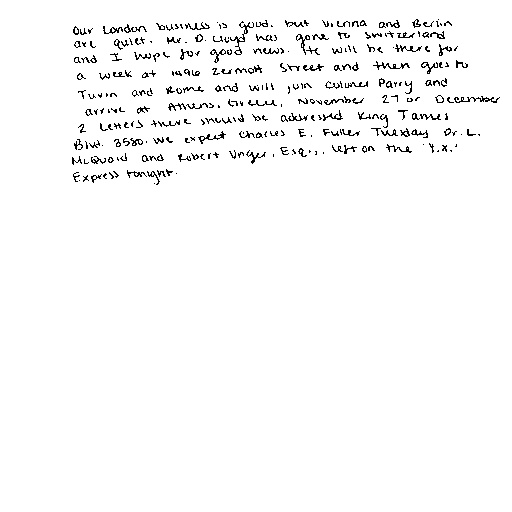 Our London business is good, but Vienna and Berlin
are quiet. Mr. D. Lloyd has gone to Switzerland
and I hope for good news. He will be there for
a week at 1496 Zermott Street and then goes to
Turin and Rome and will join Colonel Parry and
arrive at Athens, Greece, November 27 or December
2 Letters there should be addressed King James
Blvd. 3580. We expect Charles E. Fuller Tuesday Dr. L.
McQuaid and Robert Unger, Esq., left on the "Y.X."
Express tonight.